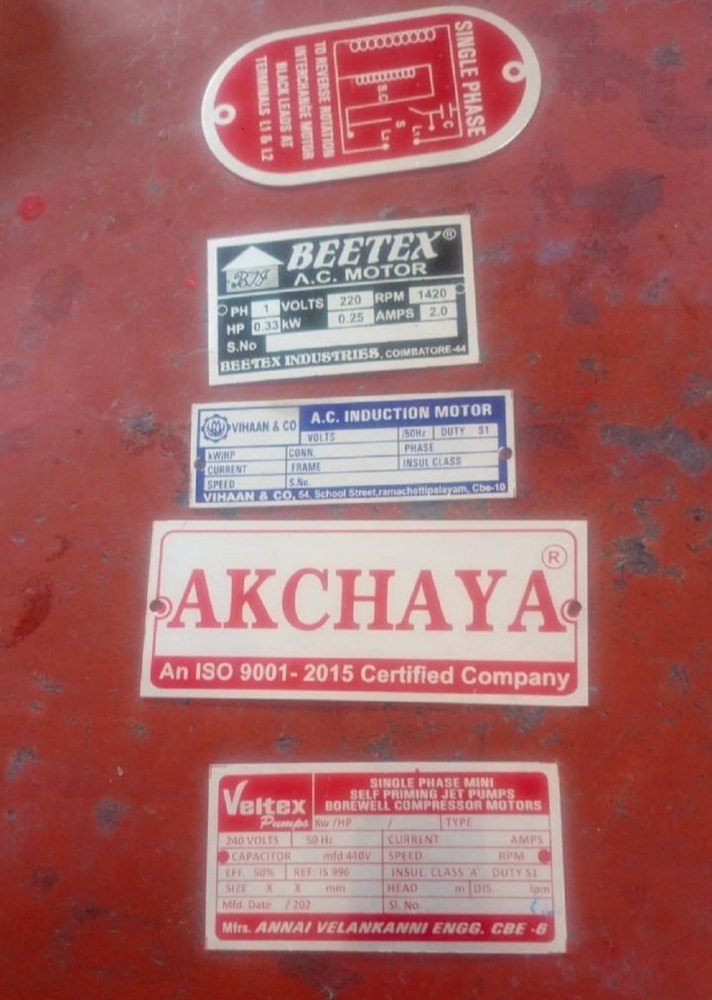 SINGLE PHASE
C
L1
S
S.C
L2
TO REVERSE ROTATION
INTERCHANGE MOTOR
BLACK LEADS AT
TERMINALS L1 & L2
BEETEX®
BTI
A.C. MOTOR
PH 1 VOLTS 220 RPM 1420
HP 0.33 kW 0.25 AMPS 2.0
S.No
BEETEX INDUSTRIES, COIMBATORE-44
VIHAAN & CO
A.C. INDUCTION MOTOR
VOLTS /50Hz DUTY S1
kW/HP CONN. PHASE
CURRENT FRAME INSUL CLASS
SPEED S.No.
VIHAAN & CO, 54, School Street,ramachettipalayam, Cbe-10
AKCHAYA ®
An ISO 9001- 2015 Certified Company
Veltex
Pumps
SINGLE PHASE MINI
SELF PRIMING JET PUMPS
BOREWELL COMPRESSOR MOTORS
Kw /HP / TYPE
240 VOLTS 50 Hz CURRENT AMPS
CAPACITOR mfd 440V SPEED RPM
EFF. 50% REF: IS 996 INSUL. CLASS 'A' DUTY S1
SIZE X X mm HEAD m DIS. lpm
Mfd. Date / 202 Sl. No.
Mfrs. ANNAI VELANKANNI ENGG. CBE -6